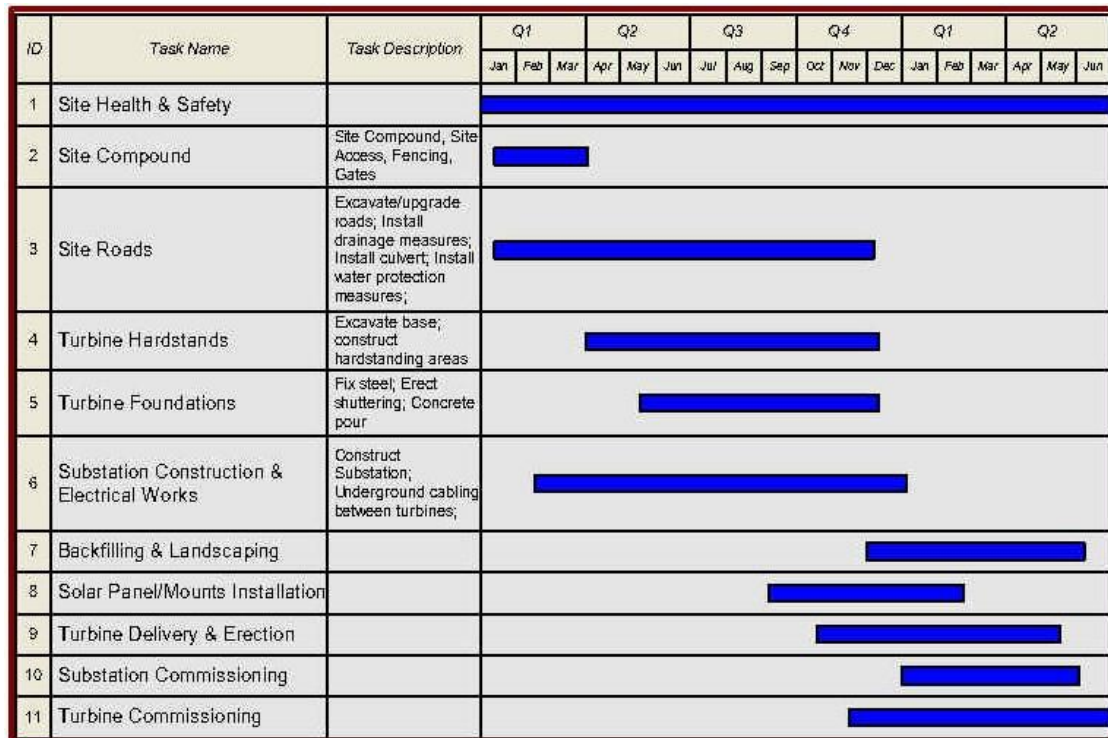 ID Task Name Task Description Q1 Q2 Q3 Q4 Q1 Q2
Jan Feb Mar Apr May Jun Jul Aug Sep Oct Nov Dec Jan Feb Mar Apr May Jun
1 Site Health & Safety
2 Site Compound
Site Compound, Site
Access, Fencing,
Gates
3 Site Roads
Excavate/upgrade
roads; Install
drainage measures;
Install culvert; Install
water protection
measures;
4 Turbine Hardstands
Excavate base;
construct
hardstanding areas
5 Turbine Foundations
Fix steel; Erect
shuttering; Concrete
pour
6 Substation Construction &
Electrical Works
Construct
Substation;
Underground cabling
between turbines;
7 Backfilling & Landscaping
8 Solar Panel/Mounts Installation
9 Turbine Delivery & Erection
10 Substation Commissioning
11 Turbine Commissioning